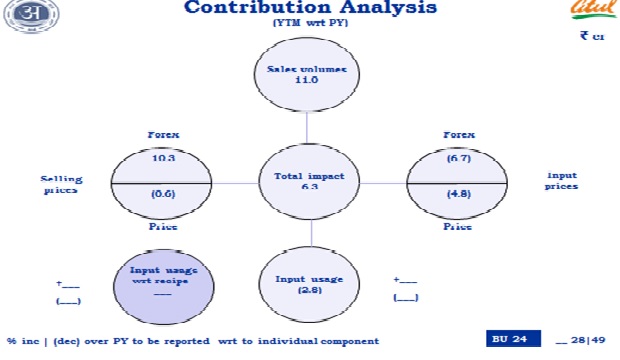 Contribution Analysis
(YTM wrt PY)
₹ cr
Sales volumes
11.0
Forex
10.3
(0.6)
Price
Selling
prices
Total impact
6.3
Forex
(6.7)
(4.8)
Price
Input
prices
Input usage
wrt recipe
___
+___
(___)
Input usage
(2.8)
+___
(___)
% inc | (dec) over PY to be reported wrt to individual component
BU 24
__ 28|49